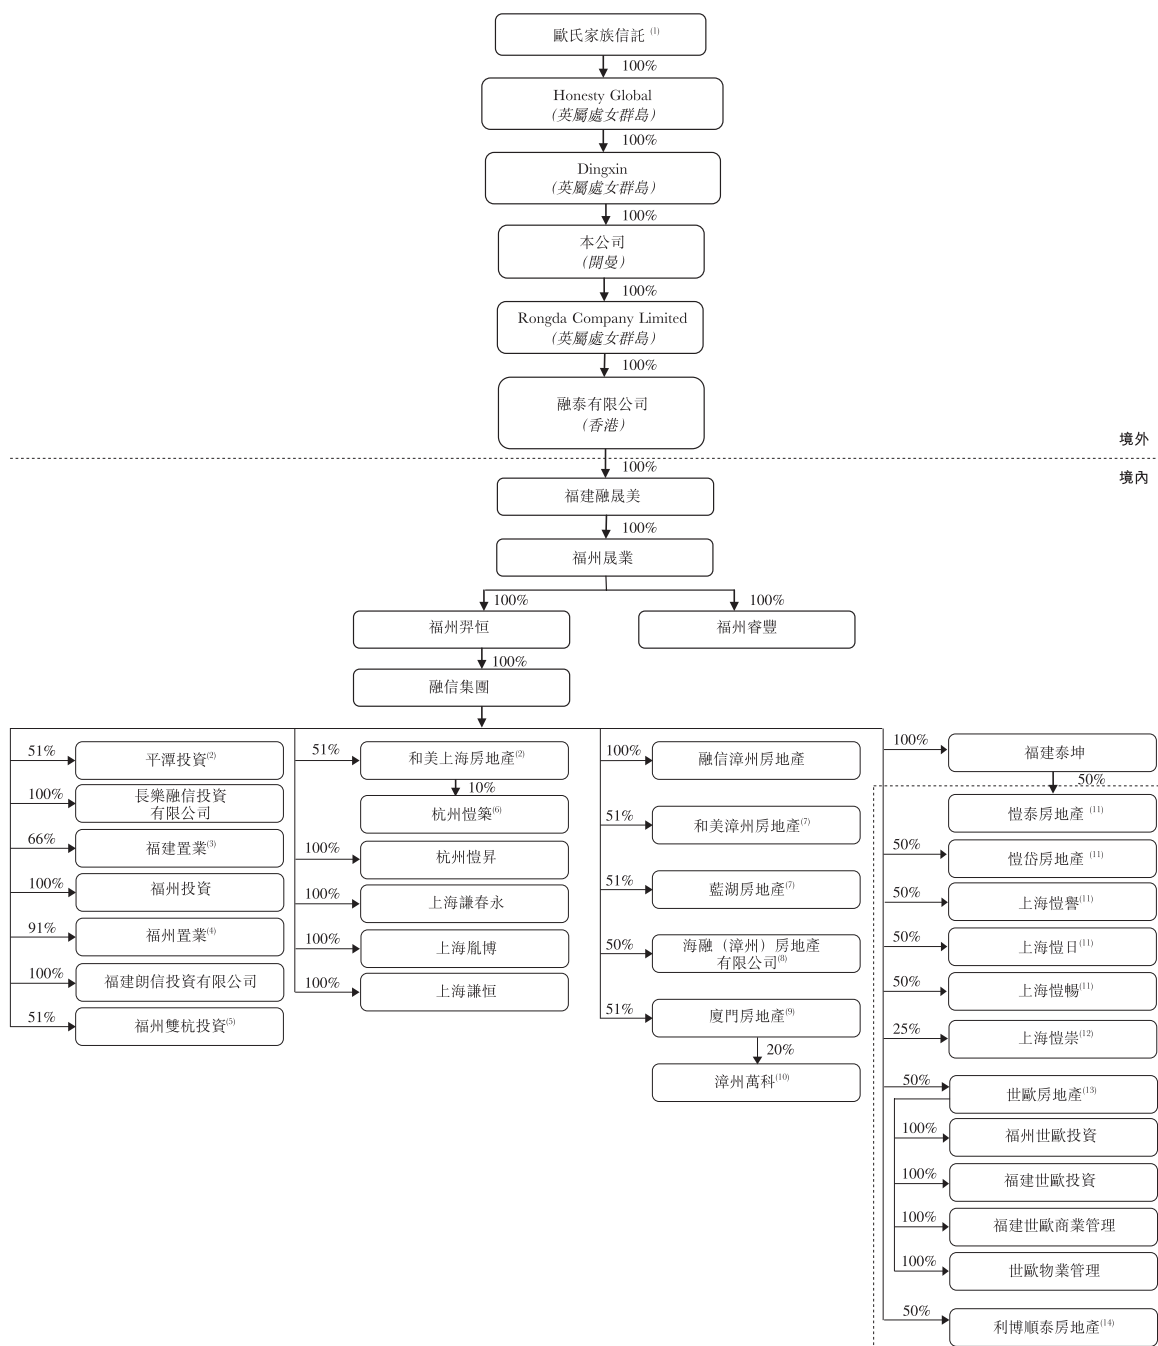 歐氏家族信託 (1)
100%
Honesty Global
(英屬處女群島)
100%
Dingxin
(英屬處女群島)
100%
本公司
(開曼)
100%
Rongda Company Limited
(英屬處女群島)
100%
融泰有限公司
(香港)
境外
100%
境內
福建融晟美
100%
福州晟業
100%
100%
福州羿恒
福州睿豐
100%
融信集團
51%
平潭投資(2)
100%
長樂融信投資
有限公司
66%
福建置業(3)
100%
福州投資
91%
福州置業(4)
100%
福建朗信投資有限公司
51%
福州雙杭投資(5)
51%
和美上海房地產(2)
10%
杭州愷築(6)
100%
杭州愷昇
100%
上海謙春永
100%
上海胤博
100%
上海謙恒
100%
融信漳州房地產
51%
和美漳州房地產(7)
51%
藍湖房地產(7)
50%
海融（漳州）房地產
有限公司(8)
51%
廈門房地產(9)
20%
漳州萬科(10)
100%
福建泰坤
50%
愷泰房地產 (11)
50%
愷岱房地產 (11)
50%
上海愷譽(11)
50%
上海愷日(11)
50%
上海愷暢(11)
25%
上海愷崇(12)
50%
世歐房地產(13)
100%
福州世歐投資
100%
福建世歐投資
100%
福建世歐商業管理
100%
世歐物業管理
50%
利博順泰房地產(14)